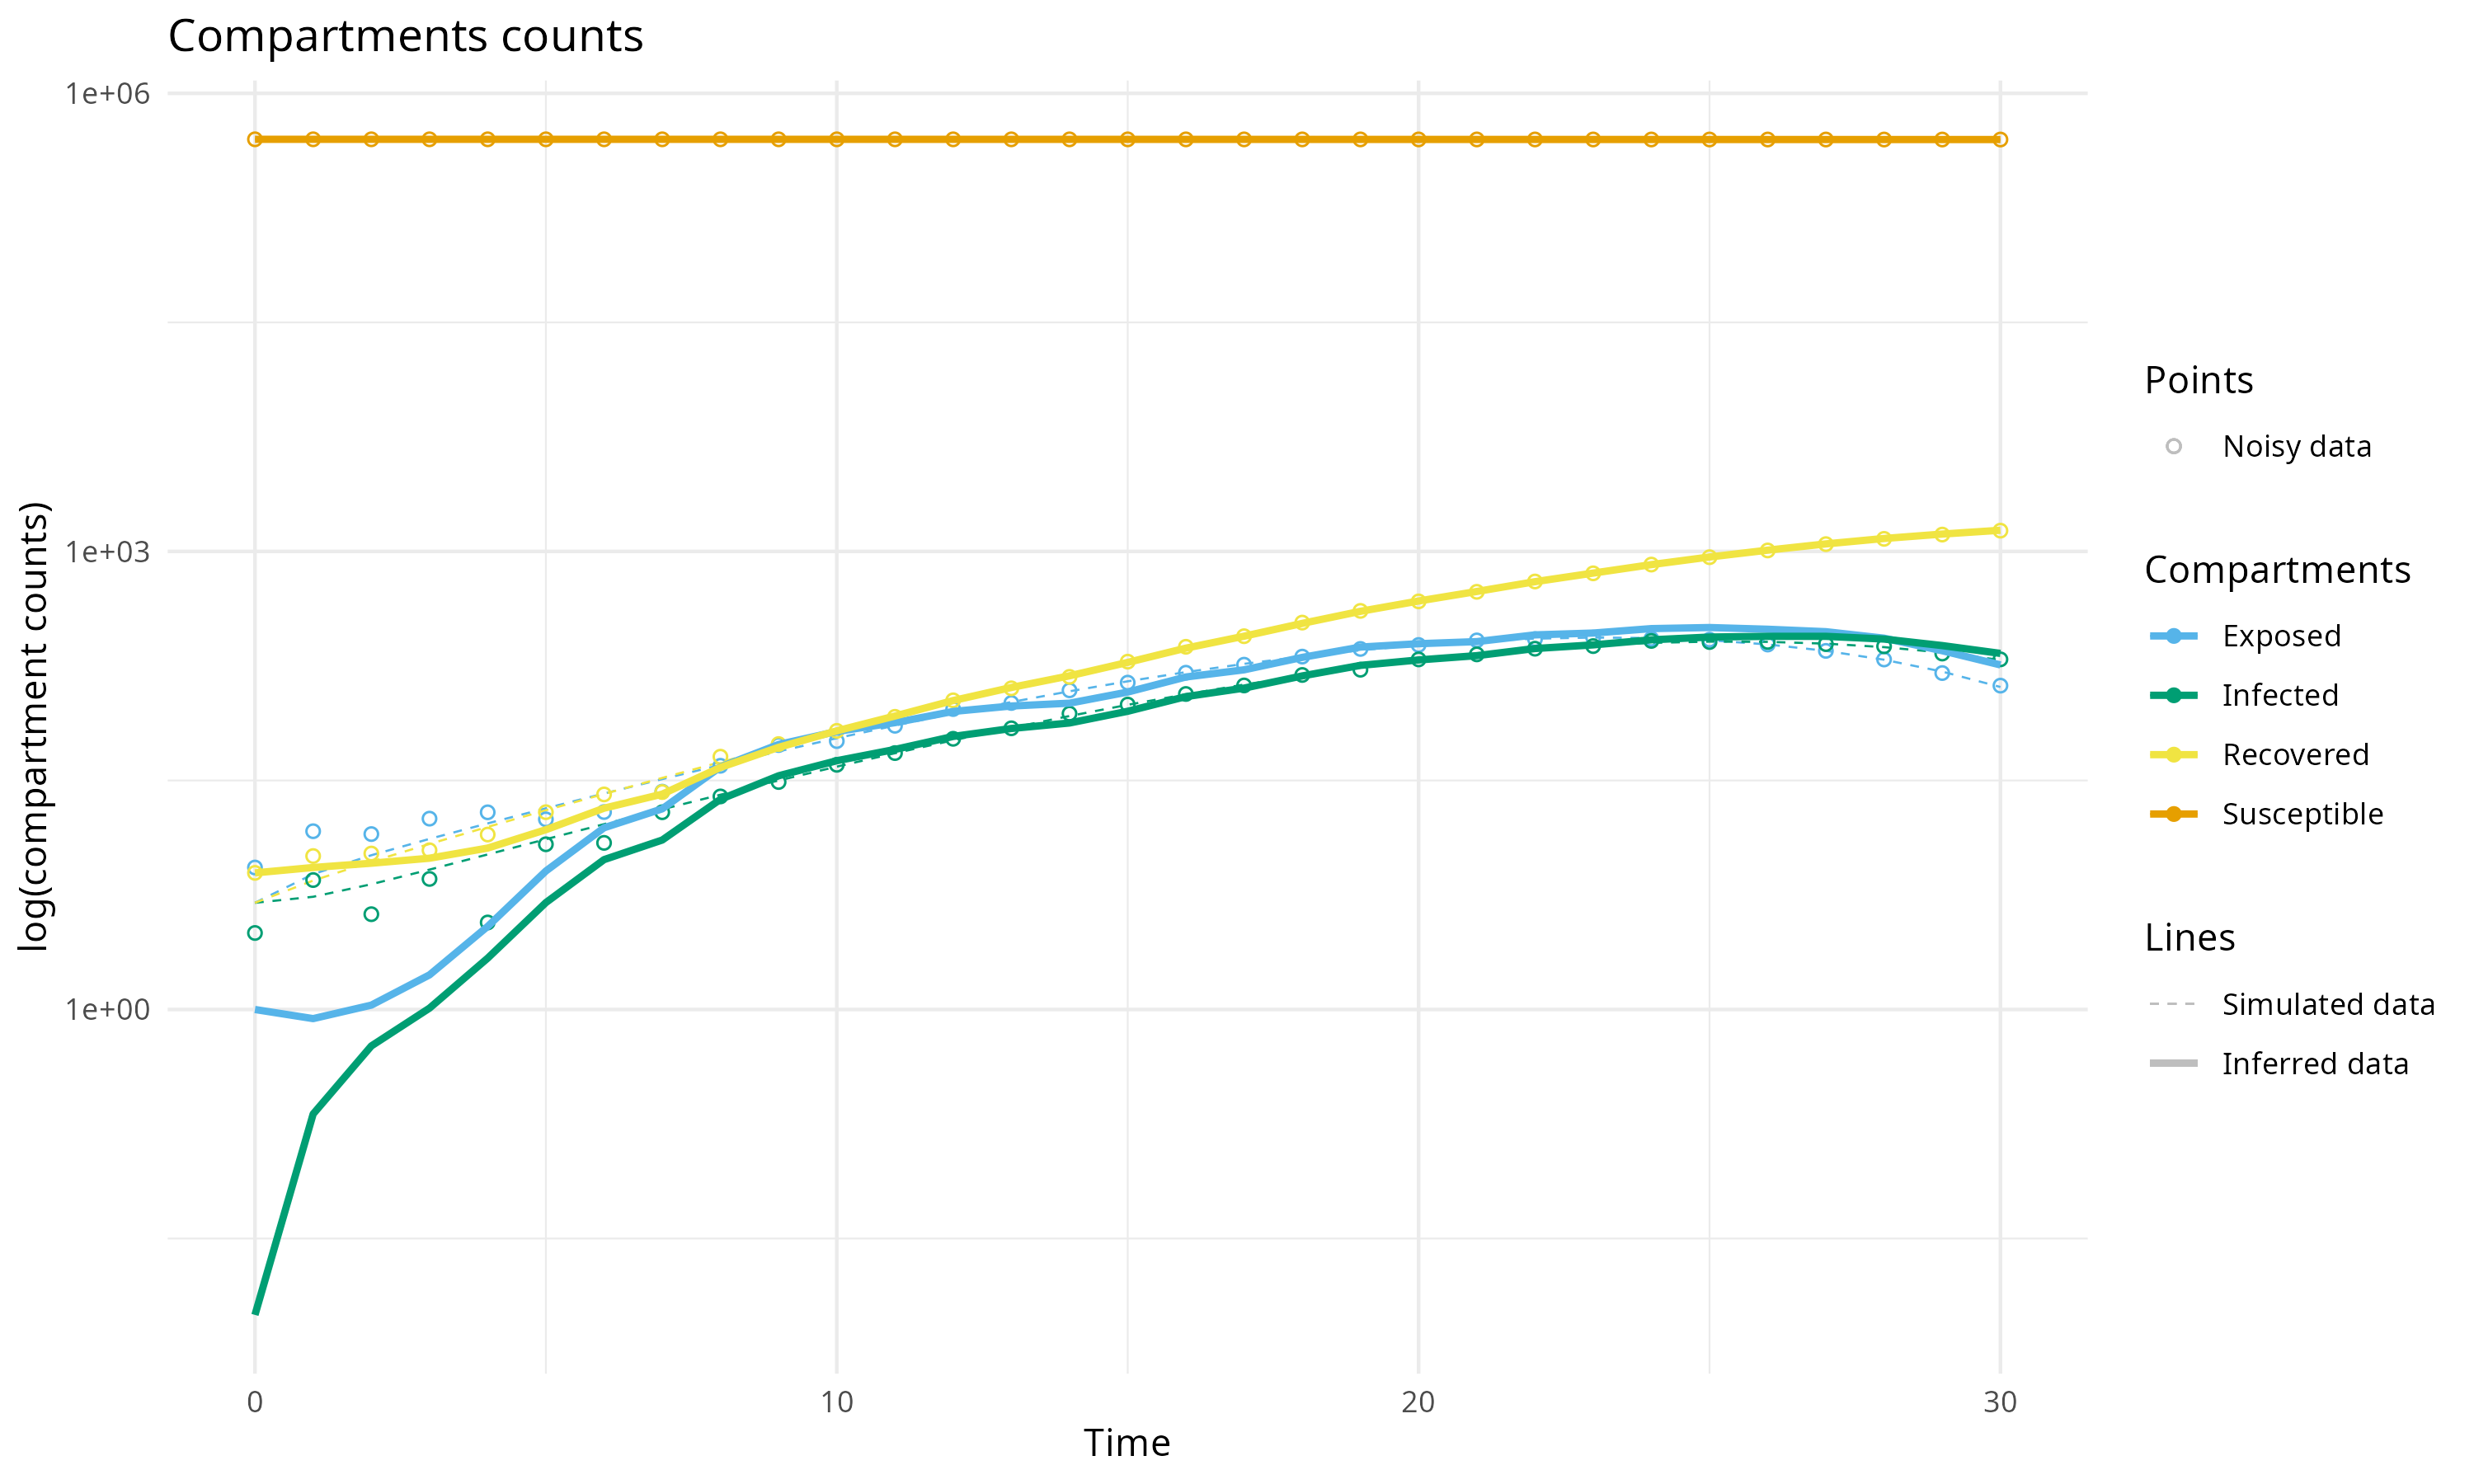 Compartments counts
log(compartment counts)
1e+06
1e+03
1e+00
0
10
20
30
Time
Points
Noisy data
Compartments
Exposed
Infected
Recovered
Susceptible
Lines
Simulated data
Inferred data